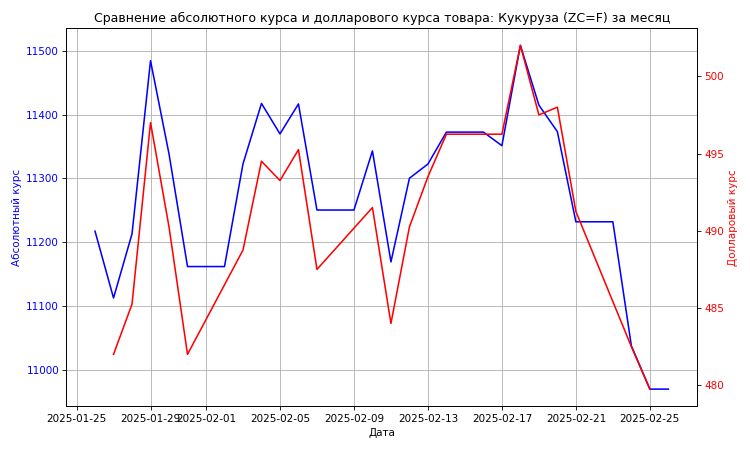 Сравнение абсолютного курса и долларового курса товара: Кукуруза (ZC=F) за месяц
Абсолютный курс
11500
11400
11300
11200
11100
11000
500
495
490
485
480
Долларовый курс
2025-01-25 2025-01-29 2025-02-01 2025-02-05 2025-02-09 2025-02-13 2025-02-17 2025-02-21 2025-02-25
Дата